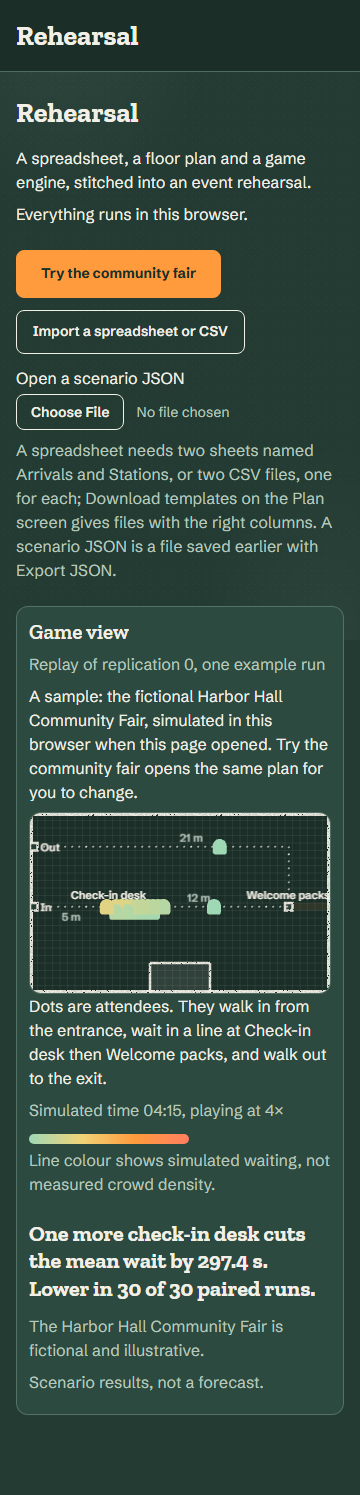 Rehearsal
Rehearsal
A spreadsheet, a floor plan and a game
engine, stitched into an event rehearsal.
Everything runs in this browser.
Try the community fair
Import a spreadsheet or CSV
Open a scenario JSON
Choose File No file chosen
A spreadsheet needs two sheets named
Arrivals and Stations, or two CSV files, one
for each; Download templates on the Plan
screen gives files with the right columns. A
scenario JSON is a file saved earlier with
Export JSON.
Game view
Replay of replication 0, one example run
A sample: the fictional Harbor Hall
Community Fair, simulated in this
browser when this page opened. Try the
community fair opens the same plan for
you to change.
21 m
Out
Check-in desk 12 m Welcome packs
In
5 m
Dots are attendees. They walk in from
the entrance, wait in a line at Check-in
desk then Welcome packs, and walk out
to the exit.
Simulated time 04:15, playing at 4×
Line colour shows simulated waiting, not
measured crowd density.
One more check-in desk cuts
the mean wait by 297.4 s.
Lower in 30 of 30 paired runs.
The Harbor Hall Community Fair is
fictional and illustrative.
Scenario results, not a forecast.